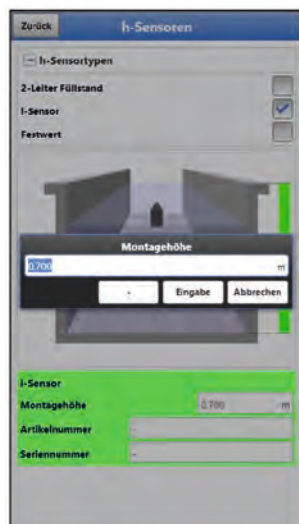 Zurück
h-Sensoren
h-Sensortypen
2-Leiter Füllstand
I-Sensor
Festwert
Montagehöhe
0.700 m
- Eingabe Abbrechen
i-Sensor
Montagehöhe 0.700 m
Artikelnummer -
Seriennummer -